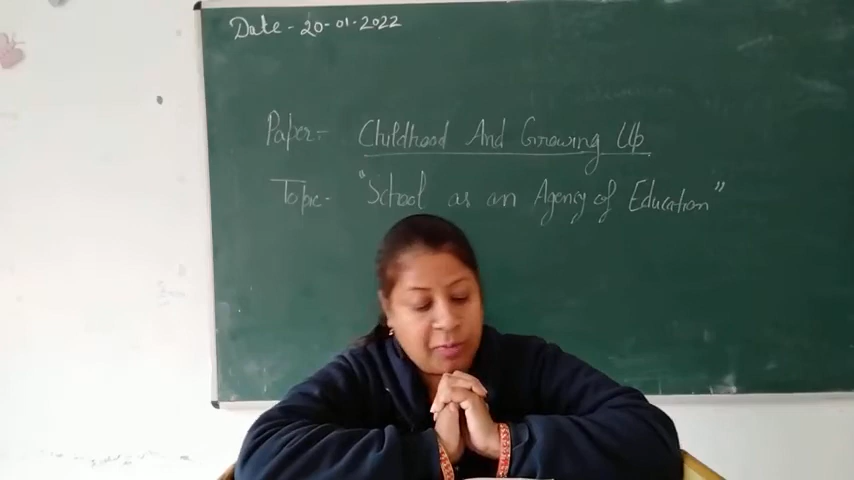 Date - 20-01-2022
Paper:- Childhood And Growing Up
Topic- "School as an Agency of Education"